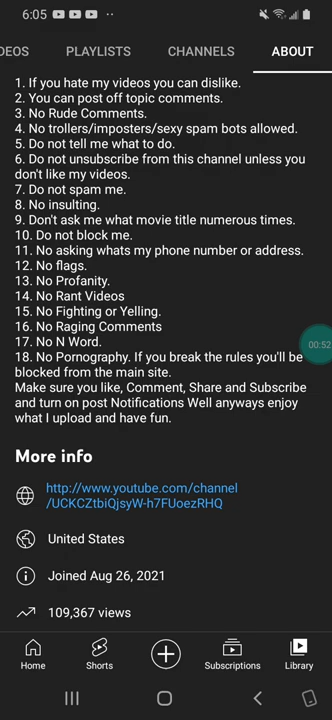 6:05
DEOS PLAYLISTS CHANNELS ABOUT
1. If you hate my videos you can dislike.
2. You can post off topic comments.
3. No Rude Comments.
4. No trollers/imposters/sexy spam bots allowed.
5. Do not tell me what to do.
6. Do not unsubscribe from this channel unless you
don't like my videos.
7. Do not spam me.
8. No insulting.
9. Don't ask me what movie title numerous times.
10. Do not block me.
11. No asking whats my phone number or address.
12. No flags.
13. No Profanity.
14. No Rant Videos
15. No Fighting or Yelling.
16. No Raging Comments
17. No N Word.
18. No Pornography. If you break the rules you'll be
blocked from the main site.
Make sure you like, Comment, Share and Subscribe
and turn on post Notifications Well anyways enjoy
what I upload and have fun.
00:52
More info
http://www.youtube.com/channel
/UCKCZtbiQjsyW-h7FUoezRHQ
United States
Joined Aug 26, 2021
109,367 views
Home Shorts Subscriptions Library